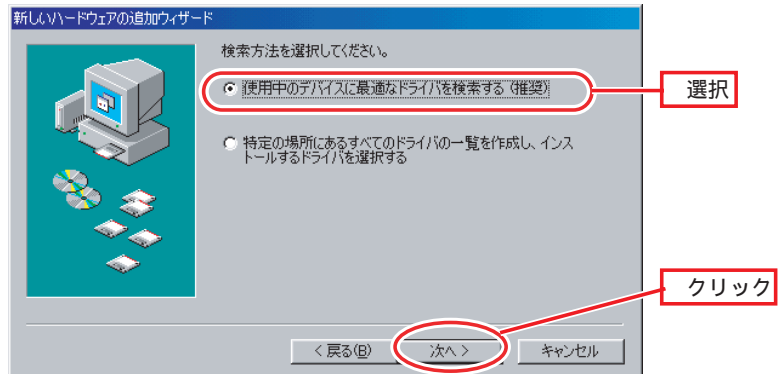 新しいハードウェアの追加ウィザード
検索方法を選択してください。
使用中のデバイスに最適なドライバを検索する (推奨)
選択
特定の場所にあるすべてのドライバの一覧を作成し、インス
トールするドライバを選択する
クリック
< 戻る(B)
次へ >
キャンセル